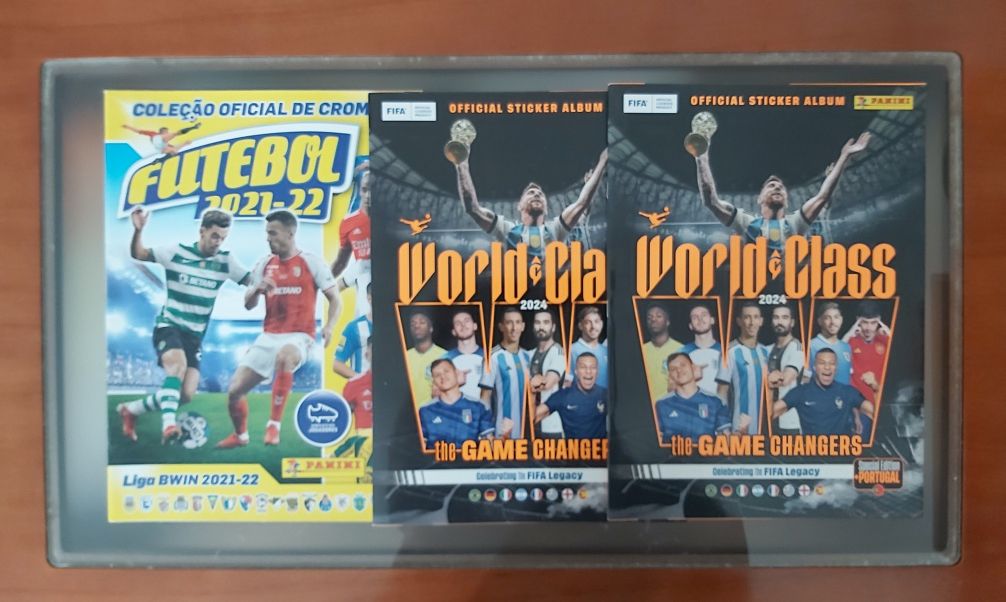 COLEÇÃO OFICIAL DE CROM
FUTEBOL
2021-22
BETANO
BETANO
PANINI
Liga BWIN 2021-22
FIFA
OFFICIAL STICKER ALBUM
World Cla
2024
the GAME CHANGER
Celebrating the FIFA Legacy
FIFA
OFFICIAL STICKER ALBUM
PANINI
World Class
2024
the GAME CHANGERS
Celebrating the FIFA Legacy
Special Edition
PORTUGAL